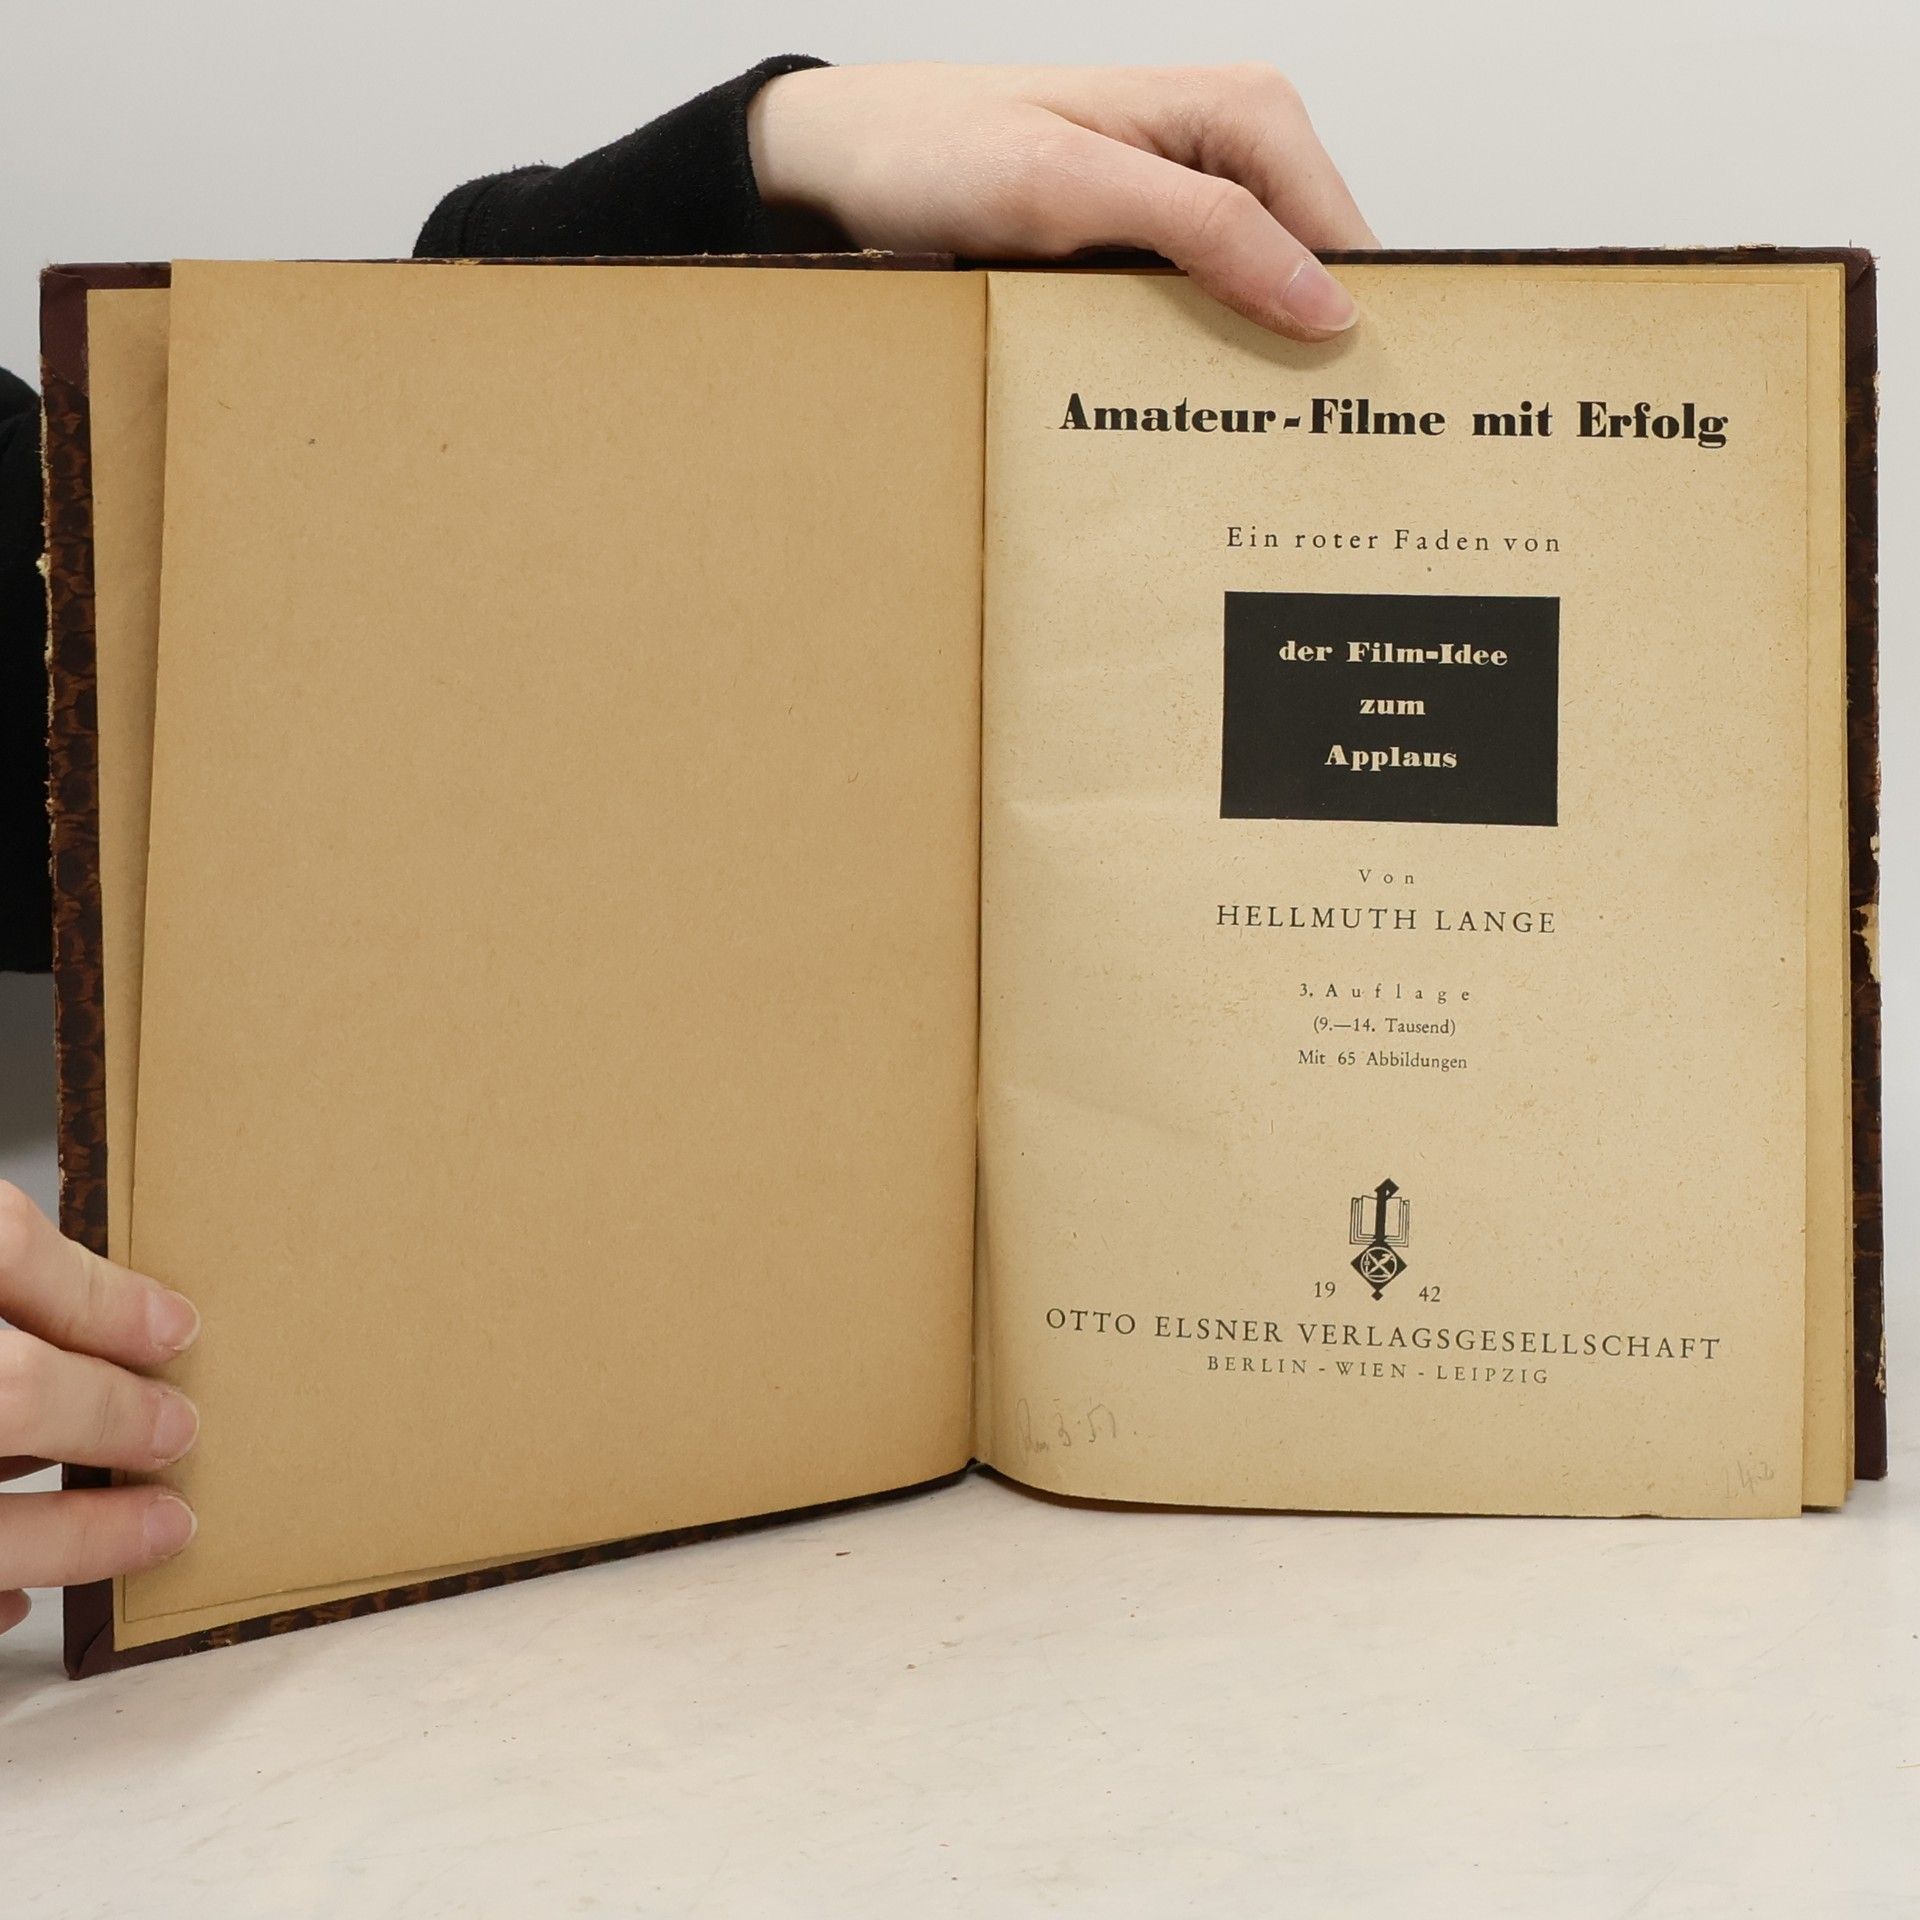 Amateur-Filme mit Erfolg
Ein roter Faden von
der Film-Idee
zum
Applaus
Von
HELLMUTH LANGE
3. Auflage
(9.—14. Tausend)
Mit 65 Abbildungen
19 42
OTTO ELSNER VERLAGSGESELLSCHAFT
BERLIN - WIEN - LEIPZIG